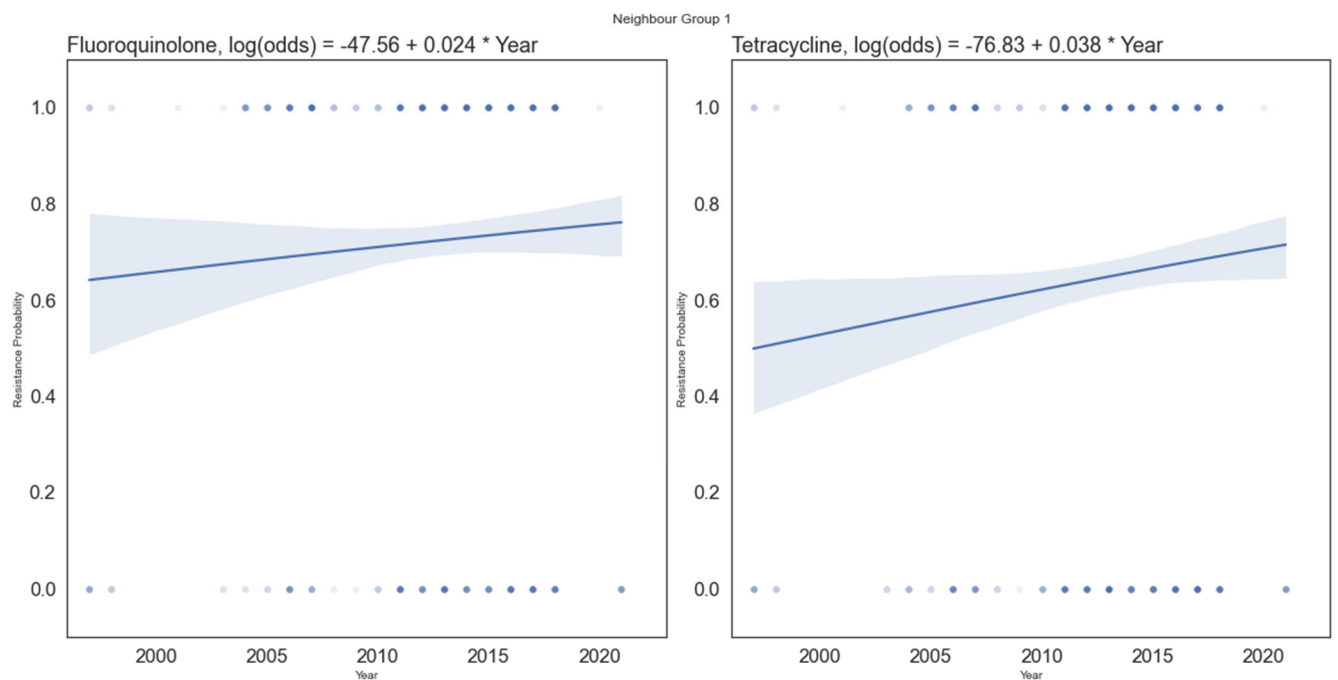 Neighbour Group 1
Fluoroquinolone, log(odds) = -47.56 + 0.024 * Year
1.0
0.8
0.6
0.4
0.2
0.0
Resistance Probability
2000 2005 2010 2015 2020
Year
Tetracycline, log(odds) = -76.83 + 0.038 * Year
1.0
0.8
0.6
0.4
0.2
0.0
Resistance Probability
2000 2005 2010 2015 2020
Year